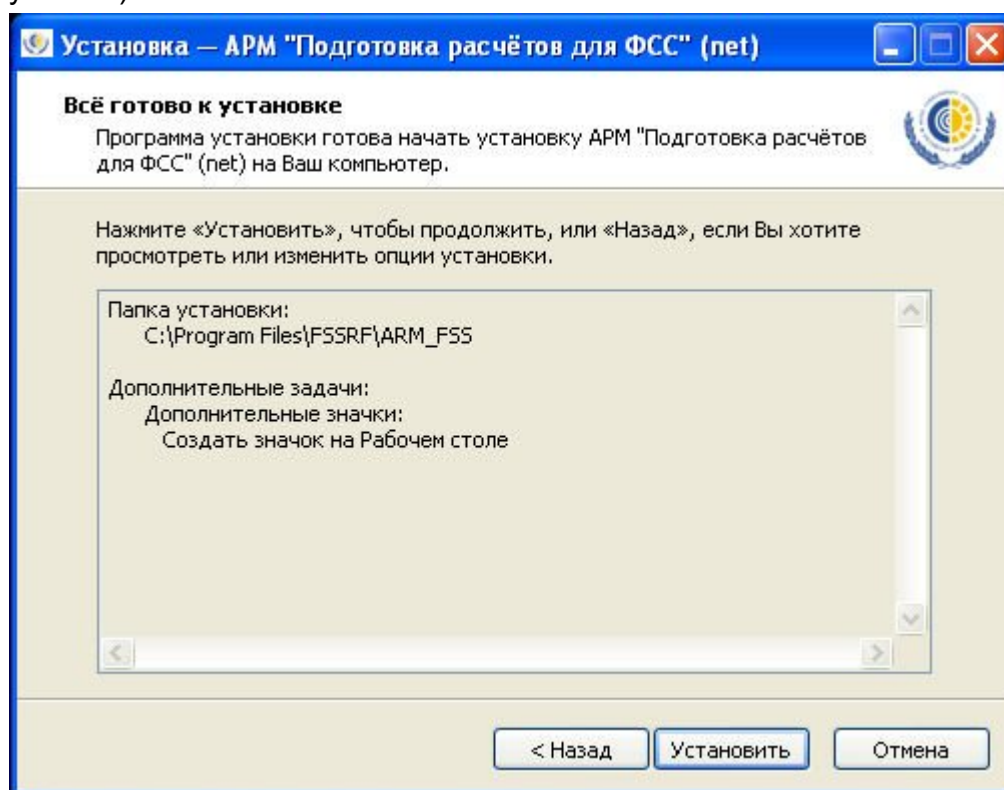 Установка — АРМ "Подготовка расчётов для ФСС" (net)
Всё готово к установке
Программа установки готова начать установку АРМ "Подготовка расчётов
для ФСС" (net) на Ваш компьютер.
Нажмите «Установить», чтобы продолжить, или «Назад», если Вы хотите
просмотреть или изменить опции установки.
Папка установки:
C:\Program Files\FSSRF\ARM_FSS
Дополнительные задачи:
Дополнительные значки:
Создать значок на Рабочем столе
< Назад Установить Отмена